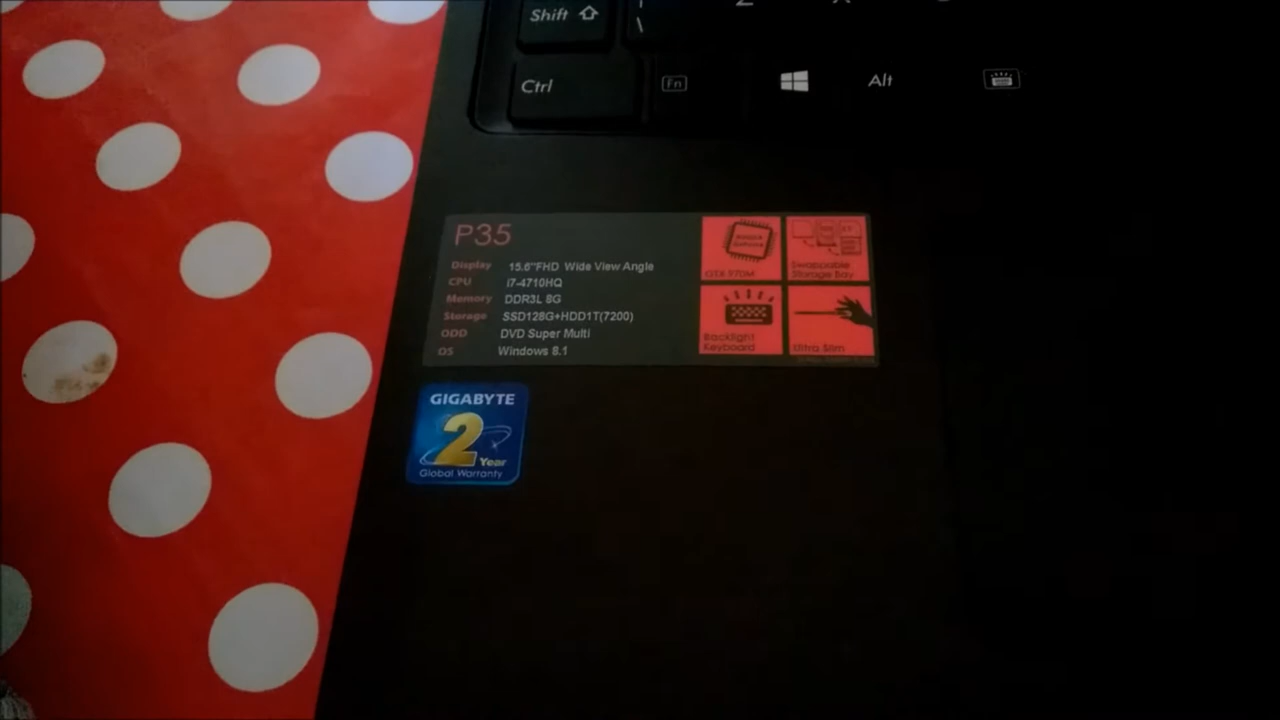 Shift
\
Ctrl
Fn
Alt
P35
Display 15.6"FHD Wide View Angle
CPU i7-4710HQ
Memory DDR3L 8G
Storage SSD128G+HDD1T(7200)
ODD DVD Super Multi
OS Windows 8.1
GTX 970M
Swappable
Storage Bay
Backlight
Keyboard
Ultra Slim
GIGABYTE
2
Year
Global Warranty